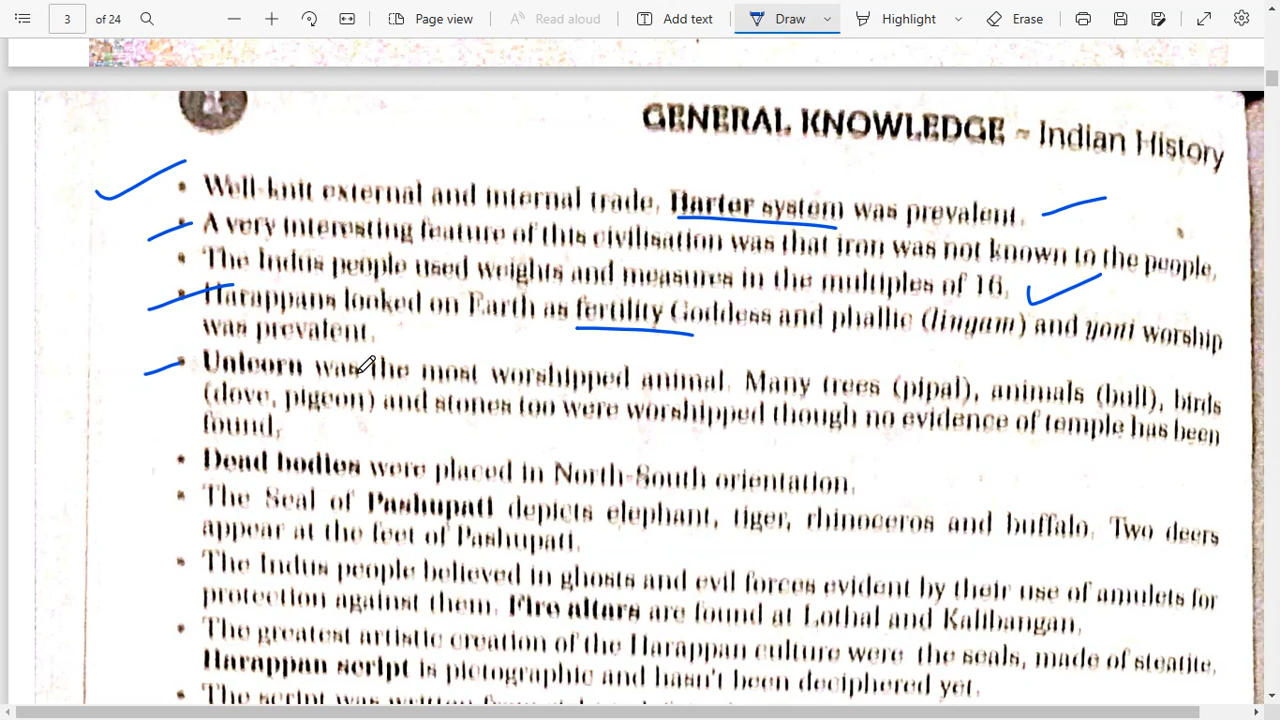 3 of 24 Page view Read aloud Add text Draw Highlight Erase
GENERAL KNOWLEDGE ~ Indian History
• Well-knit external and internal trade. Barter system was prevalent.
• A very interesting feature of this civilisation was that iron was not known to the people.
• The Indus people used weights and measures in the multiples of 16.
• Harappans looked on Earth as fertility Goddess and phallic (lingam) and yoni worship
was prevalent.
• Unicorn was the most worshipped animal. Many trees (pipal), animals (bull), birds
(dove, pigeon) and stones too were worshipped though no evidence of temple has been
found.
• Dead bodies were placed in North-South orientation.
• The Seal of Pashupati depicts elephant, tiger, rhinoceros and buffalo. Two deers
appear at the feet of Pashupati.
• The Indus people believed in ghosts and evil forces evident by their use of amulets for
protection against them. Fire altars are found at Lothal and Kalibangan.
• The greatest artistic creation of the Harappan culture were the seals, made of steatite.
Harappan script is pictographic and hasn't been deciphered yet.
• The script was written from